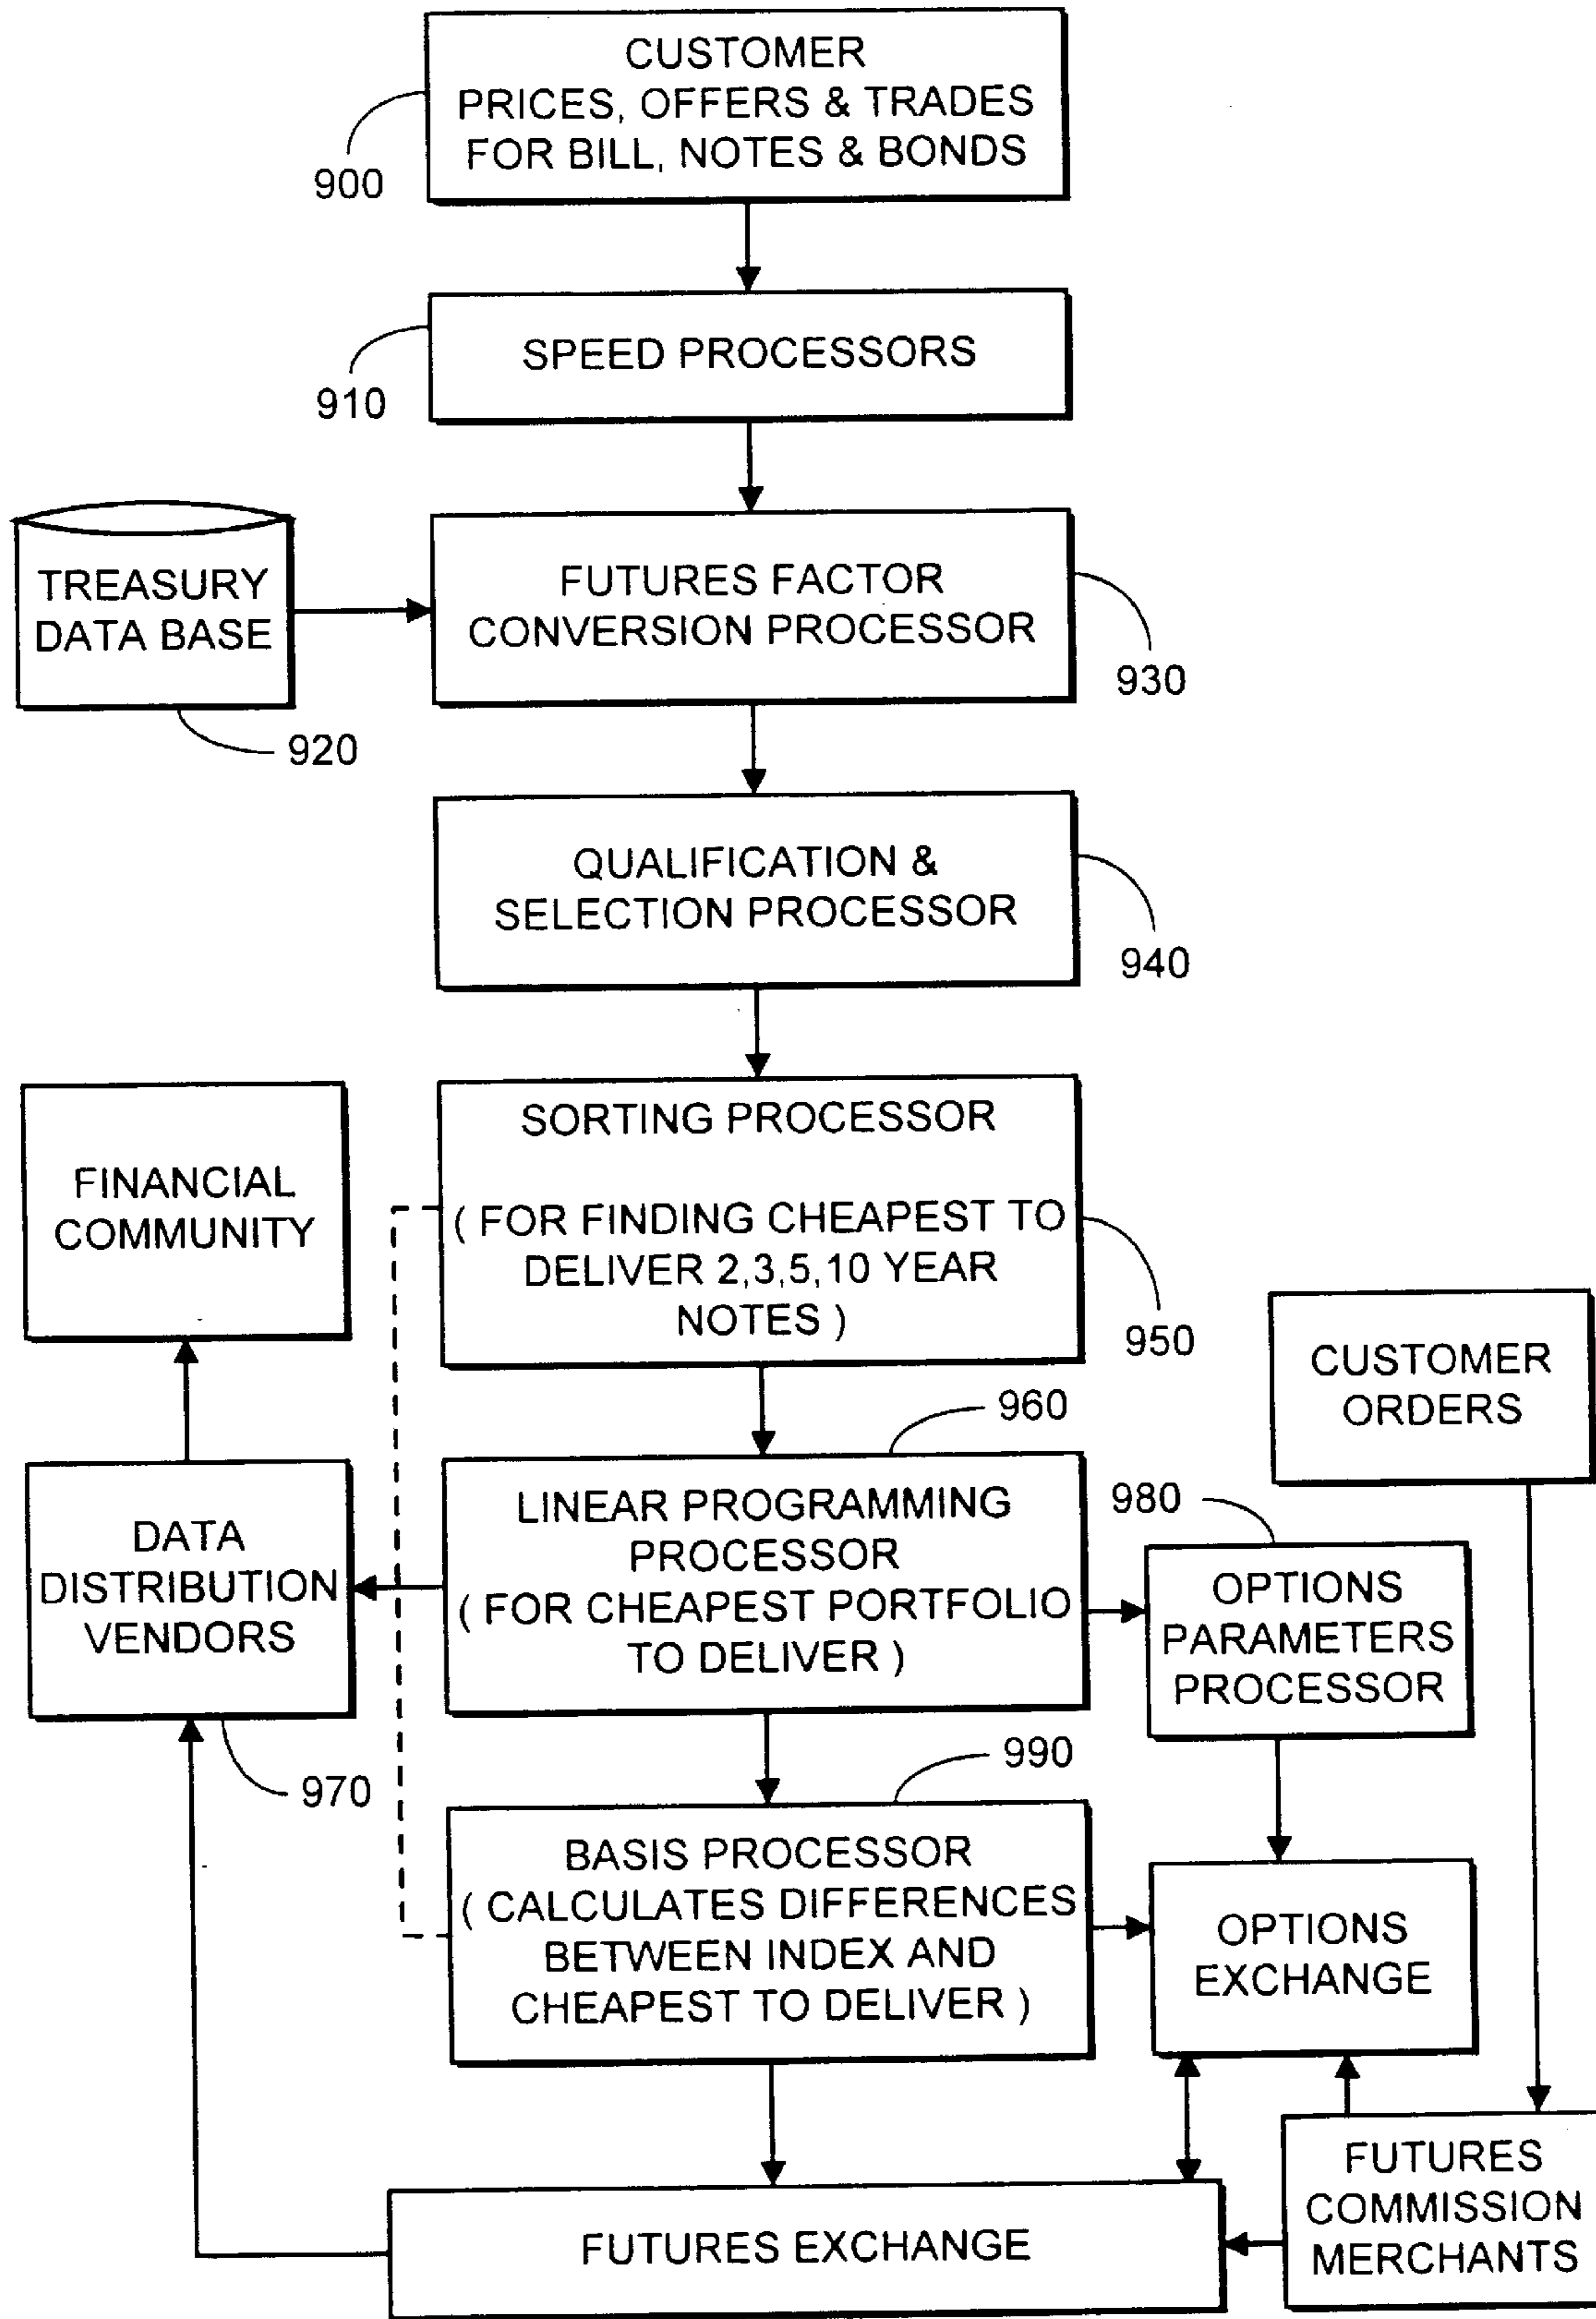 CUSTOMER
PRICES, OFFERS & TRADES
FOR BILL, NOTES & BONDS
900
SPEED PROCESSORS
910
TREASURY
DATA BASE
920
FUTURES FACTOR
CONVERSION PROCESSOR
930
QUALIFICATION &
SELECTION PROCESSOR
940
SORTING PROCESSOR
( FOR FINDING CHEAPEST TO
DELIVER 2,3,5,10 YEAR
NOTES )
950
FINANCIAL
COMMUNITY
CUSTOMER
ORDERS
960
LINEAR PROGRAMMING
PROCESSOR
( FOR CHEAPEST PORTFOLIO
TO DELIVER )
DATA
DISTRIBUTION
VENDORS
970
980
OPTIONS
PARAMETERS
PROCESSOR
990
BASIS PROCESSOR
( CALCULATES DIFFERENCES
BETWEEN INDEX AND
CHEAPEST TO DELIVER )
OPTIONS
EXCHANGE
FUTURES EXCHANGE
FUTURES
COMMISSION
MERCHANTS